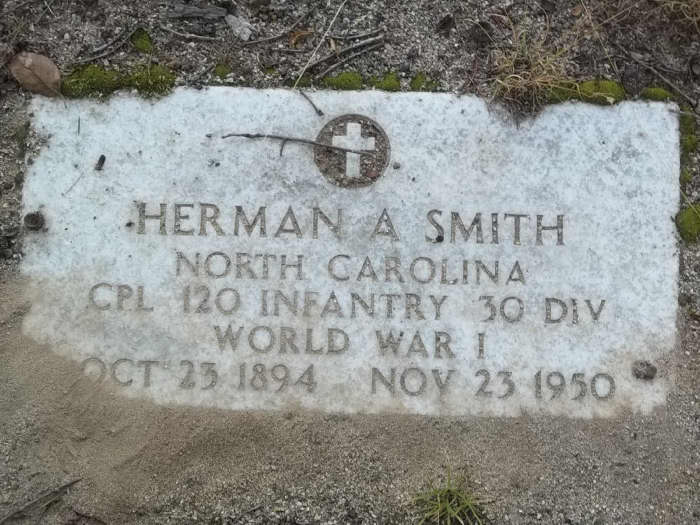 HERMAN A SMITH
NORTH CAROLINA
CPL 120 INFANTRY 30 DIV
WORLD WAR I
OCT 23 1894 NOV 23 1950